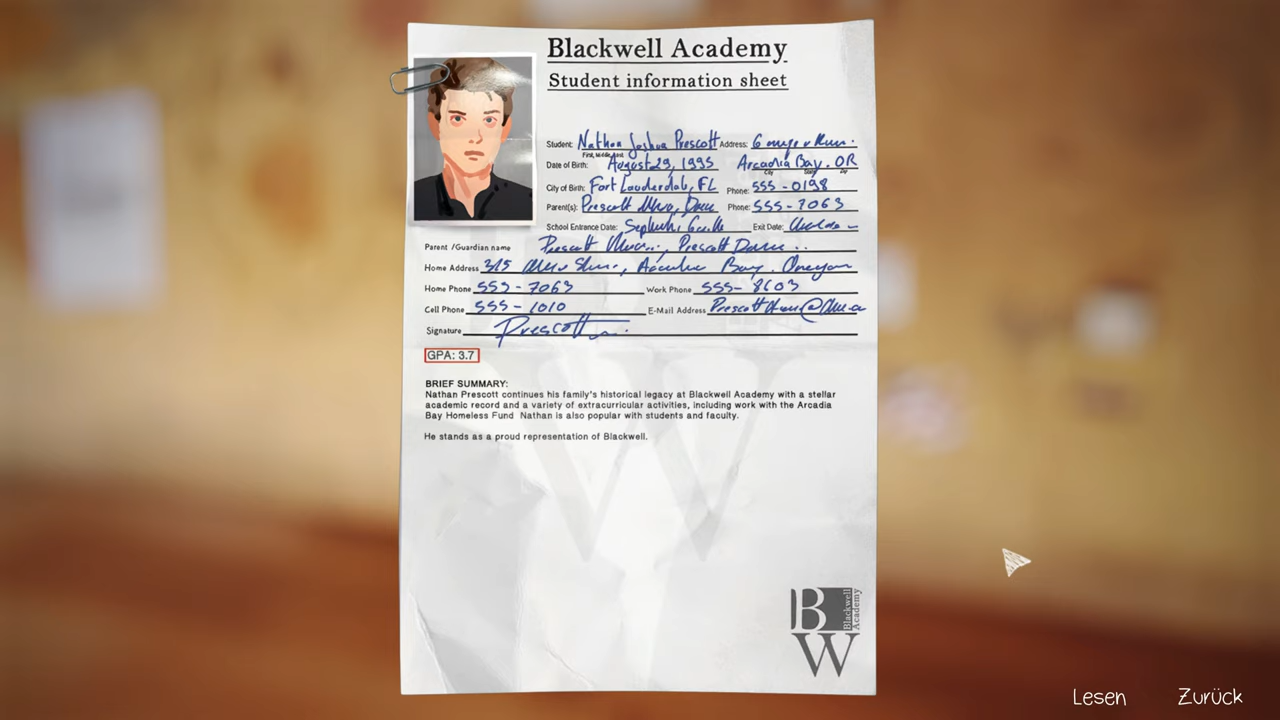 Blackwell Academy
Student information sheet
Student: Nathan Joshua Prescott Address:
First, Middle, Last
Date of Birth: August 29, 1995 Arcadia Bay. OR
City Zip
City of Birth: Fort Lauderdale, FL Phone: 555-0198
Parent(s): Prescott Phone: 555-7063
School Entrance Date: Exit Date:
Parent /Guardian name Prescott Prescott
Home Address 315 Bay, Oregon
Home Phone 555-7063 Work Phone 555-8603
Cell Phone 555-1010 E-Mail Address
Signature Prescott
GPA: 3.7
BRIEF SUMMARY:
Nathan Prescott continues his family's historical legacy at Blackwell Academy with a stellar
academic record and a variety of extracurricular activities, including work with the Arcadia
Bay Homeless Fund Nathan is also popular with students and faculty.
He stands as a proud representation of Blackwell.
B
Blackwell
Academy
W
Lesen Zurück